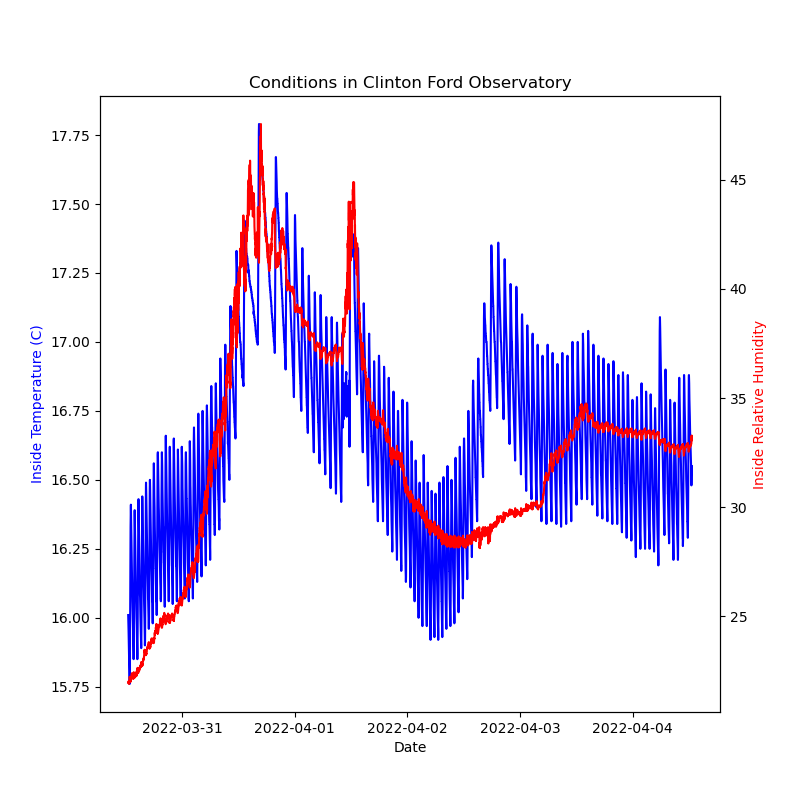 Conditions in Clinton Ford Observatory
17.75
17.50
17.25
17.00
16.75
16.50
16.25
16.00
15.75
Inside Temperature (C)
45
40
35
30
25
Inside Relative Humidity
2022-03-31 2022-04-01 2022-04-02 2022-04-03 2022-04-04
Date